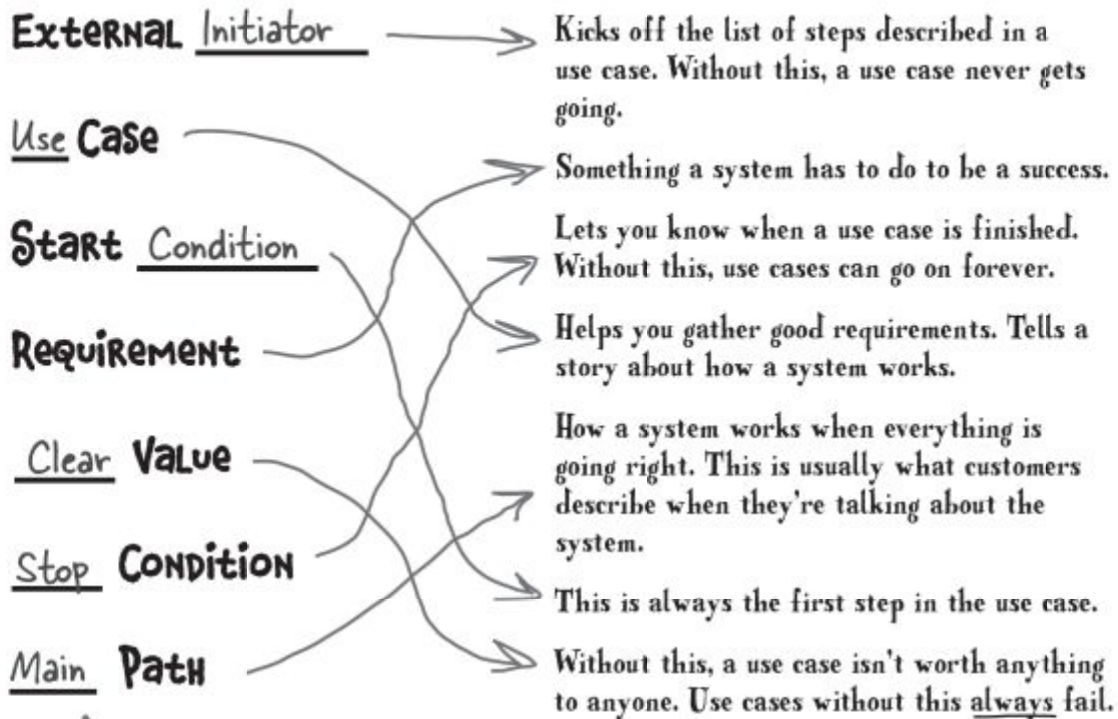 External Initiator
Kicks off the list of steps described in a
use case. Without this, a use case never gets
going.
Use Case
Something a system has to do to be a success.
Start Condition
Lets you know when a use case is finished.
Without this, use cases can go on forever.
Requirement
Helps you gather good requirements. Tells a
story about how a system works.
Clear Value
How a system works when everything is
going right. This is usually what customers
describe when they're talking about the
system.
Stop Condition
This is always the first step in the use case.
Main Path
Without this, a use case isn't worth anything
to anyone. Use cases without this always fail.